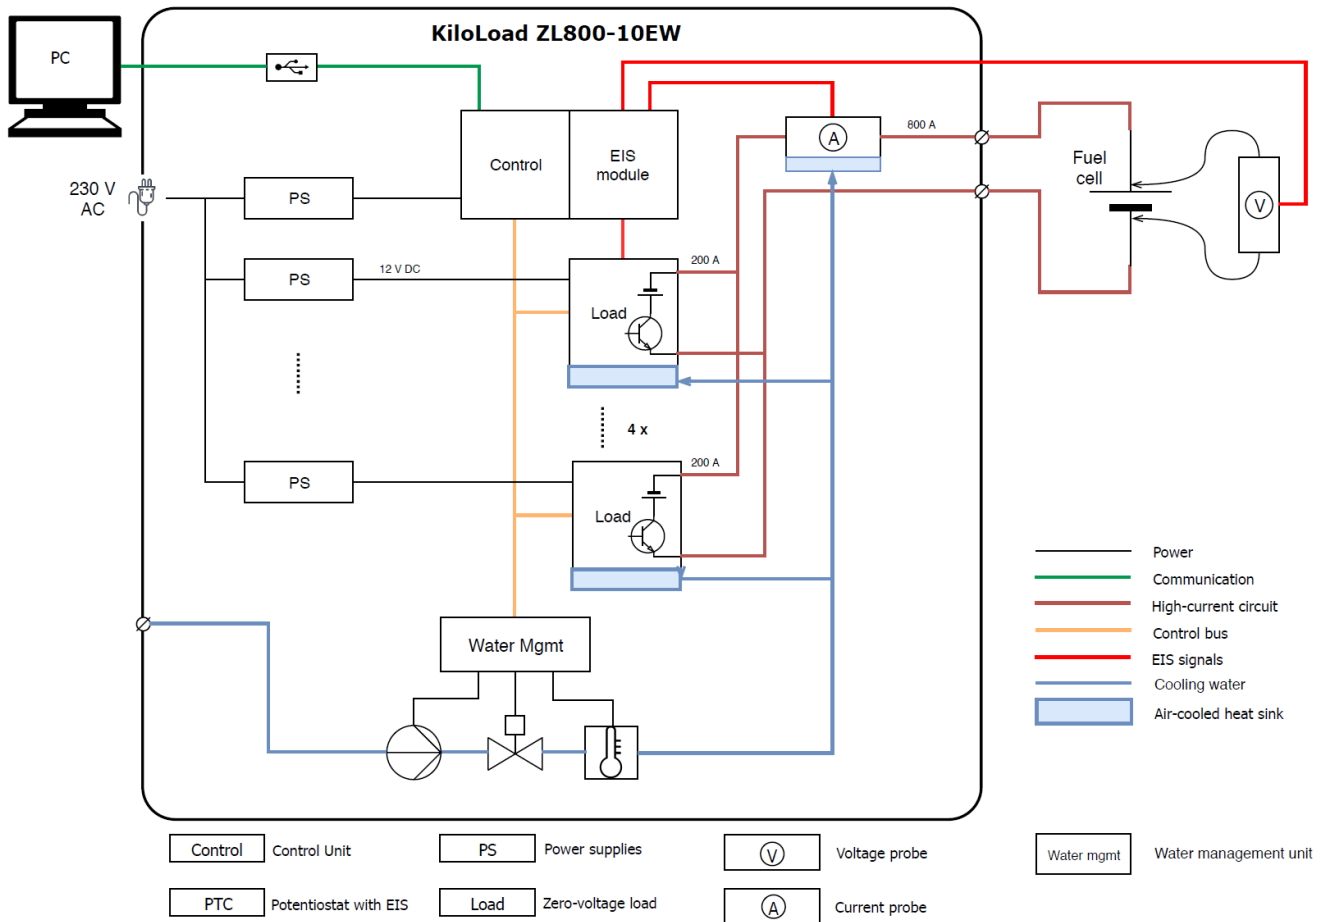 KiloLoad ZL800-10EW
PC
230 V
AC
Control
EIS
module
A
800 A
Fuel
cell
V
PS
PS
12 V DC
Load
200 A
4 x
PS
Load
200 A
Water Mgmt
Power
Communication
High-current circuit
Control bus
EIS signals
Cooling water
Air-cooled heat sink
Control
Control Unit
PS
Power supplies
V
Voltage probe
Water mgmt
Water management unit
PTC
Potentiostat with EIS
Load
Zero-voltage load
A
Current probe